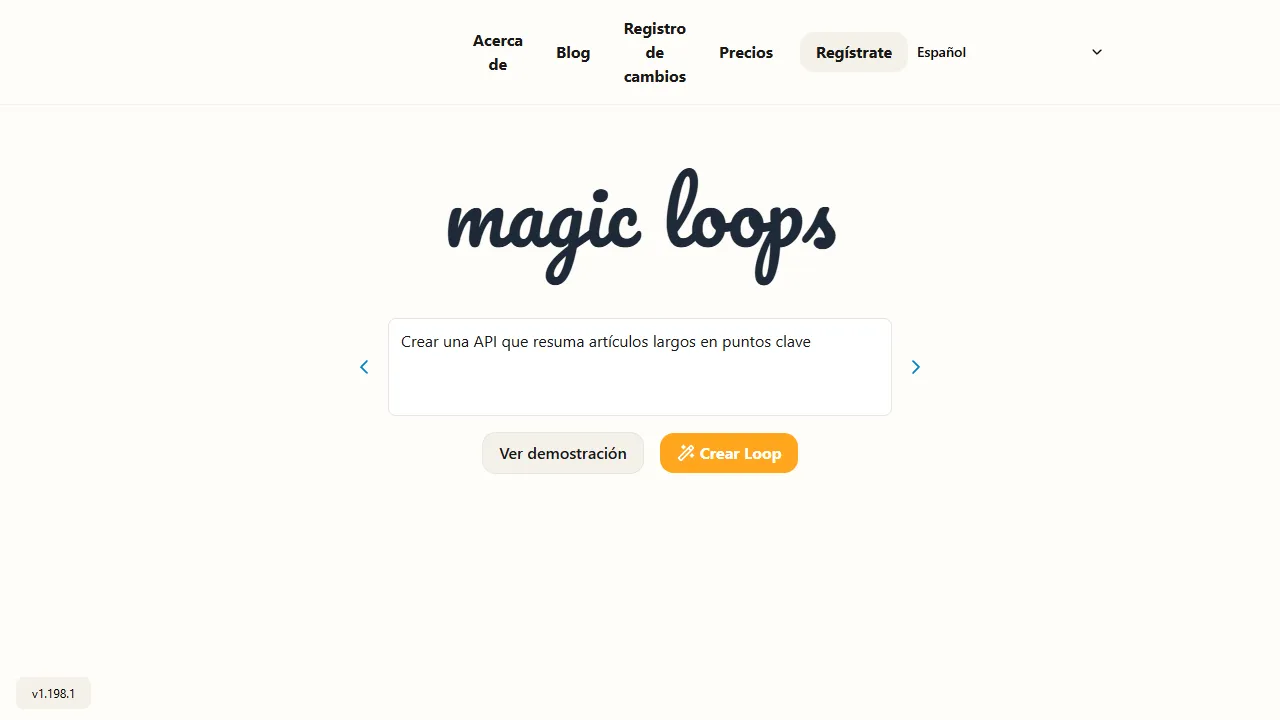 Acerca
de
Blog
Registro
de
cambios
Precios
Regístrate
Español
magic loops
Crear una API que resuma artículos largos en puntos clave
Ver demostración
Crear Loop
v1.198.1